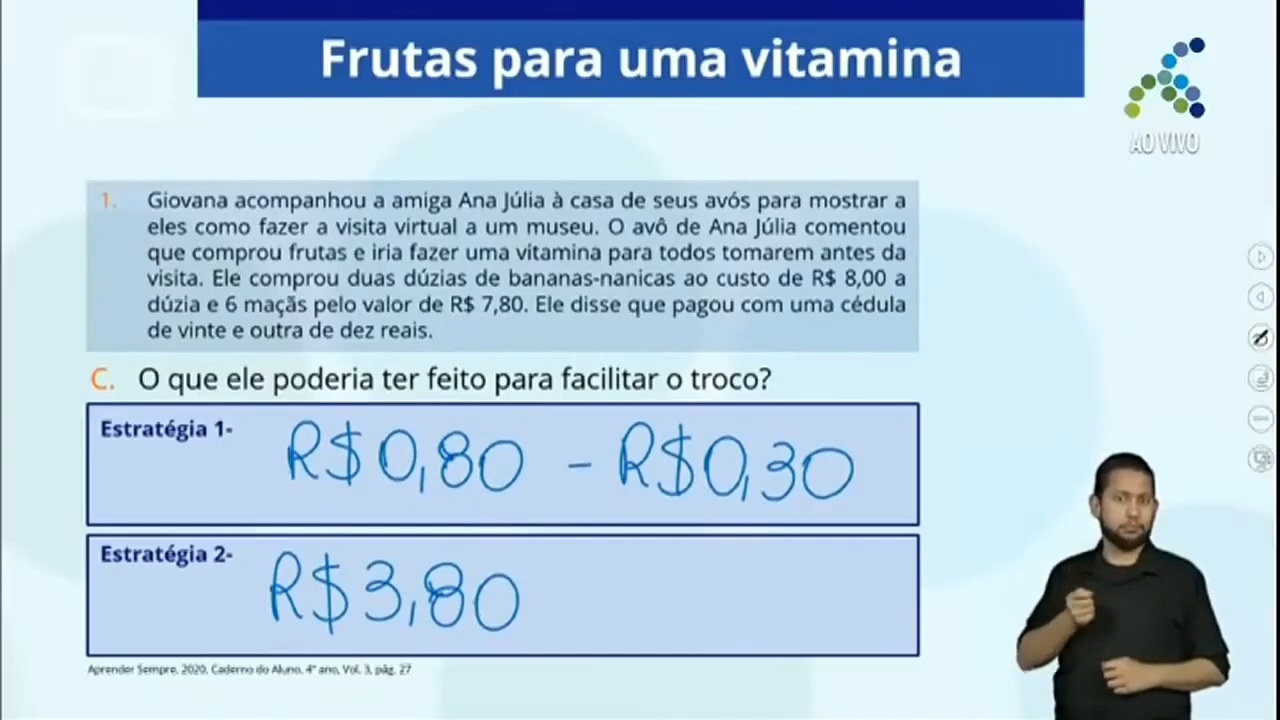 Frutas para uma vitamina
AO VIVO
1. Giovana acompanhou a amiga Ana Júlia à casa de seus avós para mostrar a
eles como fazer a visita virtual a um museu. O avô de Ana Júlia comentou
que comprou frutas e iria fazer uma vitamina para todos tomarem antes da
visita. Ele comprou duas dúzias de bananas-nanicas ao custo de R$ 8,00 a
dúzia e 6 maçãs pelo valor de R$ 7,80. Ele disse que pagou com uma cédula
de vinte e outra de dez reais.
C. O que ele poderia ter feito para facilitar o troco?
Estratégia 1- R$0,80 - R$0,30
Estratégia 2- R$3,80
Aprender Sempre, 2020, Caderno do Aluno, 4º ano, Vol. 3, pág. 27